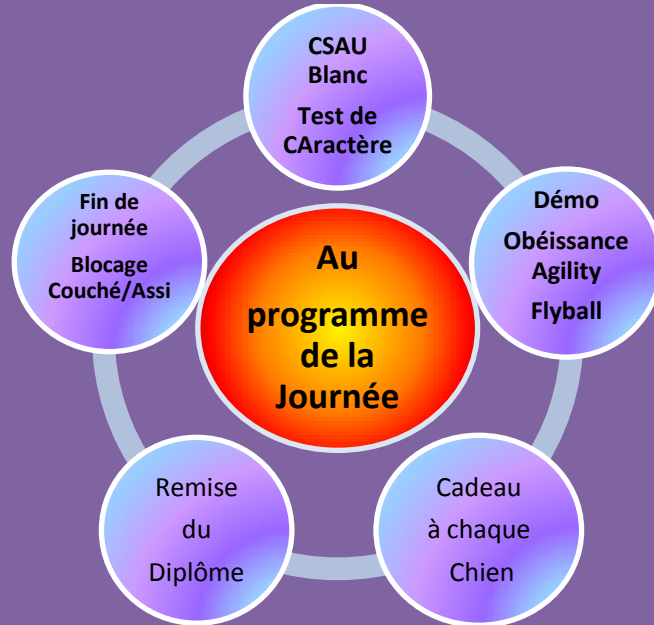 CSAU
Blanc
Test de
CAractère
Démo
Obéissance
Agility
Flyball
Cadeau
à chaque
Chien
Remise
du
Diplôme
Fin de
journée
Blocage
Couché/Assi
Au
programme
de la
Journée